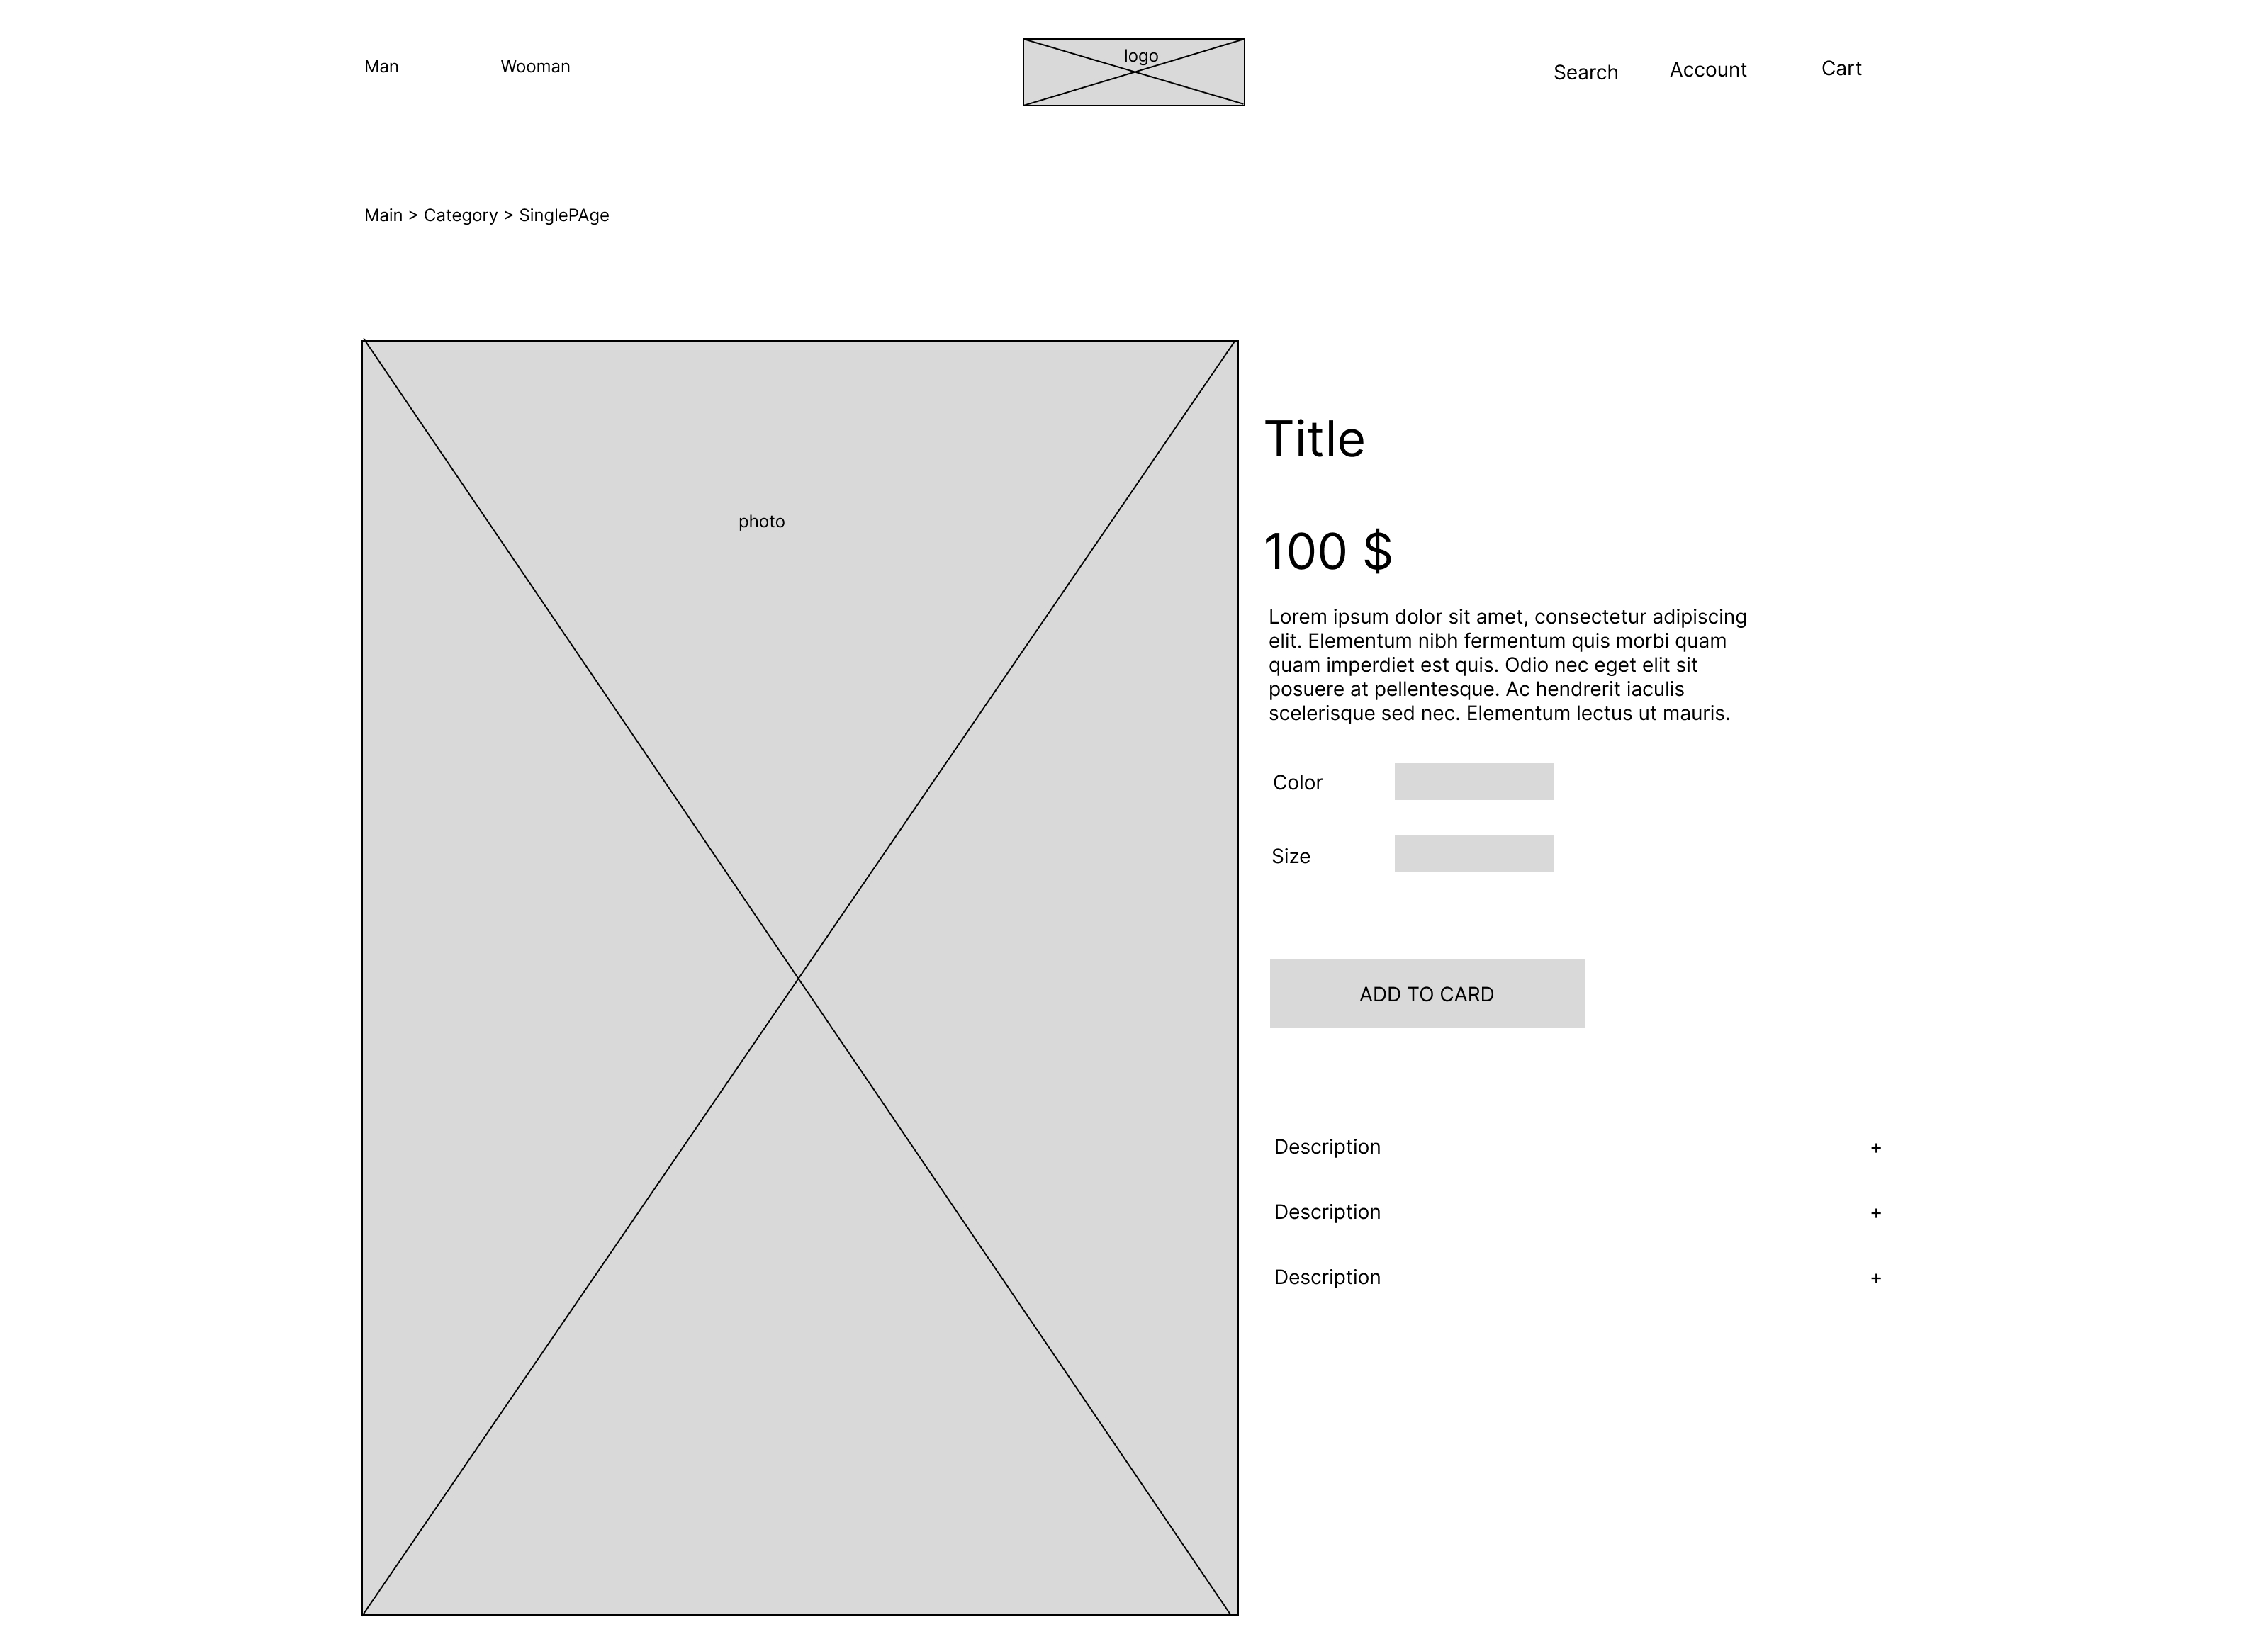 Man
Wooman
logo
Search
Account
Cart
Main > Category > SinglePAge
photo
Title
100 $
Lorem ipsum dolor sit amet, consectetur adipiscing
elit. Elementum nibh fermentum quis morbi quam
quam imperdiet est quis. Odio nec eget elit sit
posuere at pellentesque. Ac hendrerit iaculis
scelerisque sed nec. Elementum lectus ut mauris.
Color
Size
ADD TO CARD
Description +
Description +
Description +